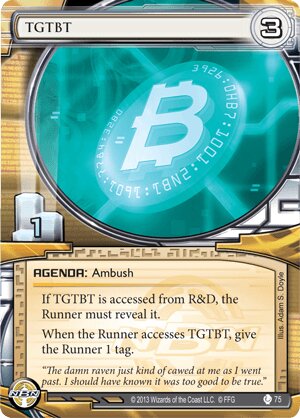 TGTBT
3
1
AGENDA: Ambush
If TGTBT is accessed from R&D, the
Runner must reveal it.
When the Runner accesses TGTBT, give
the Runner 1 tag.
"The damn raven just kind of cawed at me as I went
past. I should have known it was too good to be true."
Illus. Adam S. Doyle
NBN
© 2013 Wizards of the Coast LLC. © FFG
75